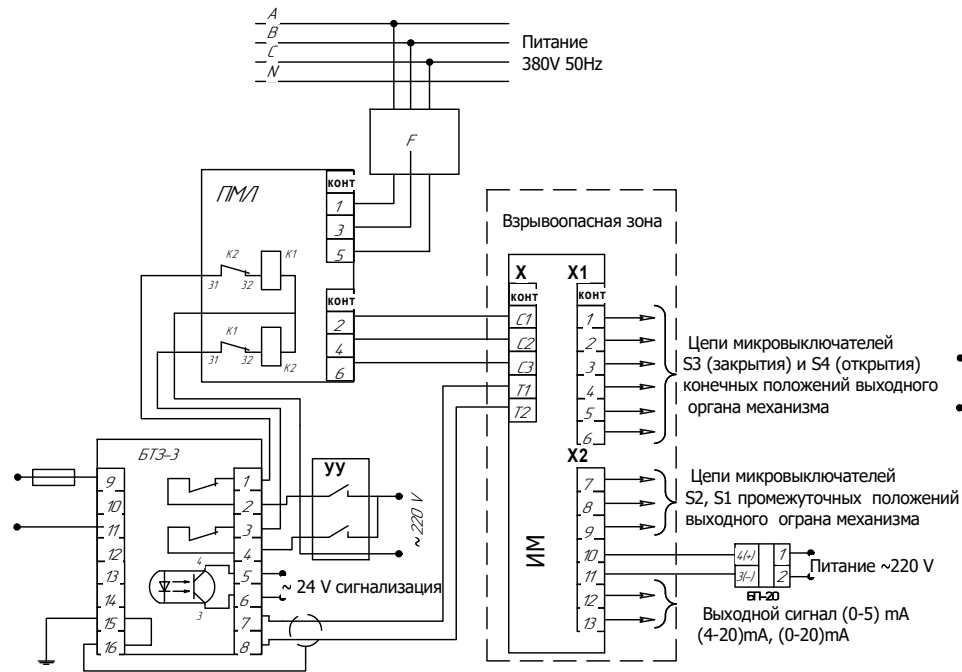 A
B
C
N
Питание
380V 50Hz
F
ПМЛ
конт
1
3
5
K2
K1
31
32
K1
31
32
K2
конт
2
4
6
Взрывоопасная зона
X
X1
конт
C1
C2
C3
T1
T2
конт
1
2
3
4
5
6
Цепи микровыключателей
S3 (закрытия) и S4 (открытия)
конечных положений выходного
органа механизма
X2
7
8
9
10
11
12
13
Цепи микровыключателей
S2, S1 промежуточных положений
выходного ограна механизма
ИМ
4(+)
3(-)
1
2
БП-20
Питание ~220 V
Выходной сигнал (0-5) mA
(4-20)mA, (0-20)mA
БТЗ-3
9
10
11
12
13
14
15
16
1
2
3
4
5
6
7
8
4
3
УУ
~220 V
~ 24 V сигнализация